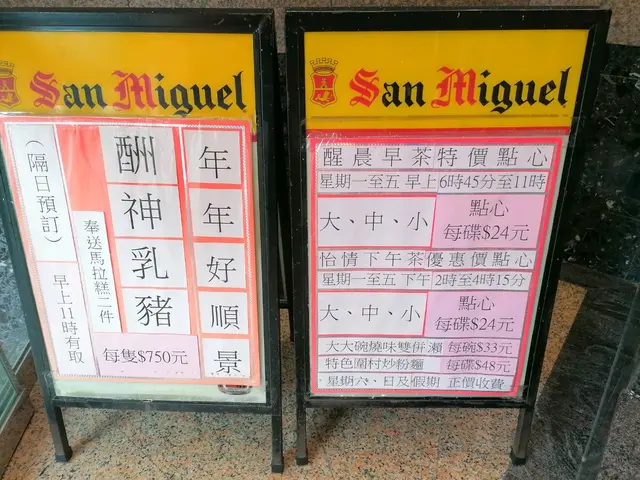 San Miguel
年年好順景
酬神乳豬
每隻$750元
奉送馬拉糕二件
(隔日預訂)
早上11時有取
San Miguel
醒晨早茶特價點心
星期一至五 早上 6時45分至11時
大、中、小
點心
每碟$24元
怡情下午茶優惠價點心
星期一至五 下午 2時至4時15分
大、中、小
點心
每碟$24元
大大碗燒味雙併瀨 每碗$33元
特色圍村炒粉麵 每碟$48元
星期六、日及假期 正價收費